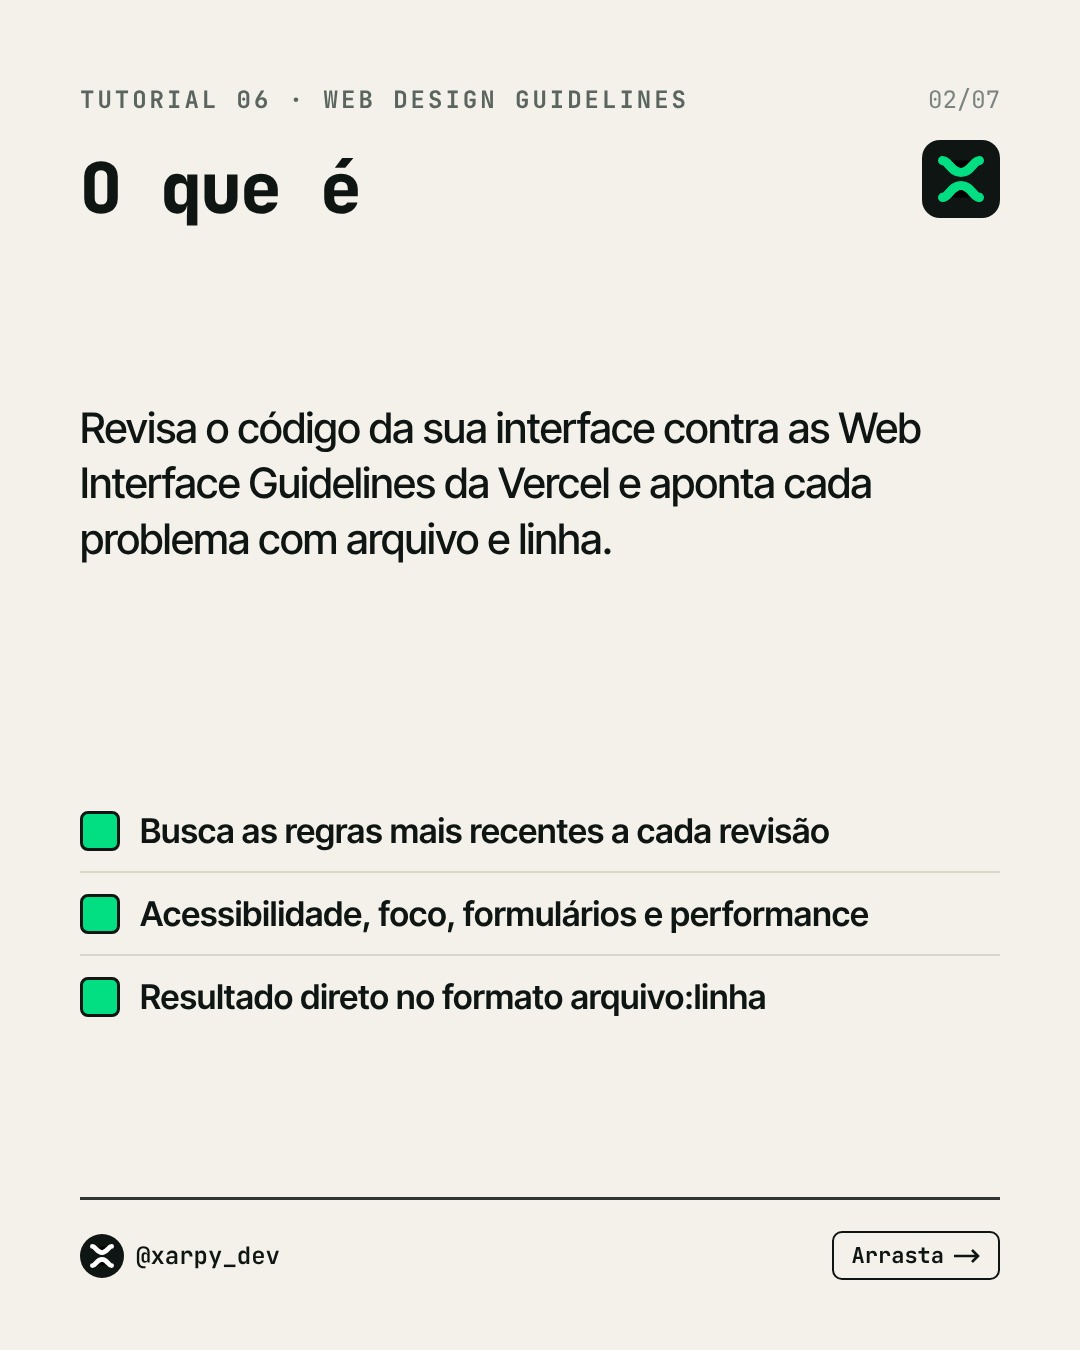 TUTORIAL 06 · WEB DESIGN GUIDELINES
02/07
O que é
Revisa o código da sua interface contra as Web
Interface Guidelines da Vercel e aponta cada
problema com arquivo e linha.
Busca as regras mais recentes a cada revisão
Acessibilidade, foco, formulários e performance
Resultado direto no formato arquivo:linha
@xarpy_dev
Arrasta →